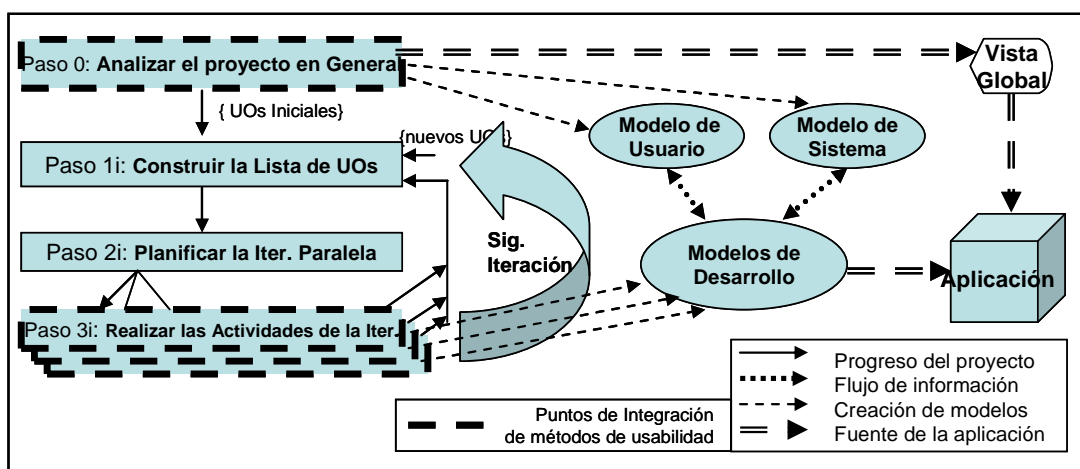 Paso 0: Analizar el proyecto en General
Vista
Global
{ UOs Iniciales}
{nuevos UOs}
Modelo de
Usuario
Modelo de
Sistema
Paso 1i: Construir la Lista de UOs
Paso 2i: Planificar la Iter. Paralela
Sig.
Iteración
Modelos de
Desarrollo
Aplicación
Paso 3i: Realizar las Actividades de la Iter.
Puntos de Integración
de métodos de usabilidad
Progreso del proyecto
Flujo de información
Creación de modelos
Fuente de la aplicación